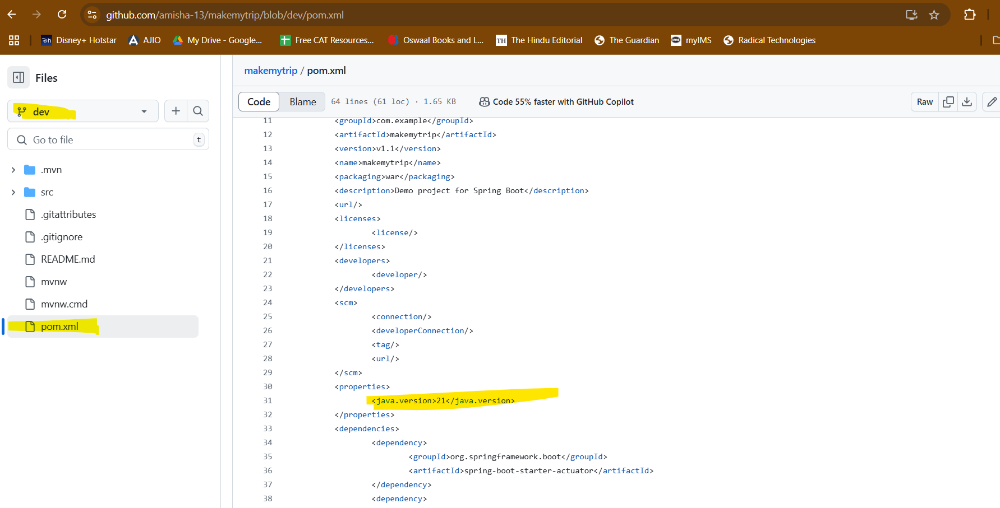 github.com/amisha-13/makemytrip/blob/dev/pom.xml
Disney+ Hotstar
AJIO
My Drive - Google...
Free CAT Resources...
Oswaal Books and L...
TH The Hindu Editorial
The Guardian
myIMS
Radical Technologies
Files
dev
Go to file
t
.mvn
src
.gitattributes
.gitignore
README.md
mvnw
mvnw.cmd
pom.xml
makemytrip / pom.xml
Code
Blame
64 lines (61 loc) · 1.65 KB
Code 55% faster with GitHub Copilot
Raw
11 <groupId>com.example</groupId>
12 <artifactId>makemytrip</artifactId>
13 <version>v1.1</version>
14 <name>makemytrip</name>
15 <packaging>war</packaging>
16 <description>Demo project for Spring Boot</description>
17 <url/>
18 <licenses>
19 <license/>
20 </licenses>
21 <developers>
22 <developer/>
23 </developers>
24 <scm>
25 <connection/>
26 <developerConnection/>
27 <tag/>
28 <url/>
29 </scm>
30 <properties>
31 <java.version>21</java.version>
32 </properties>
33 <dependencies>
34 <dependency>
35 <groupId>org.springframework.boot</groupId>
36 <artifactId>spring-boot-starter-actuator</artifactId>
37 </dependency>
38 <dependency>